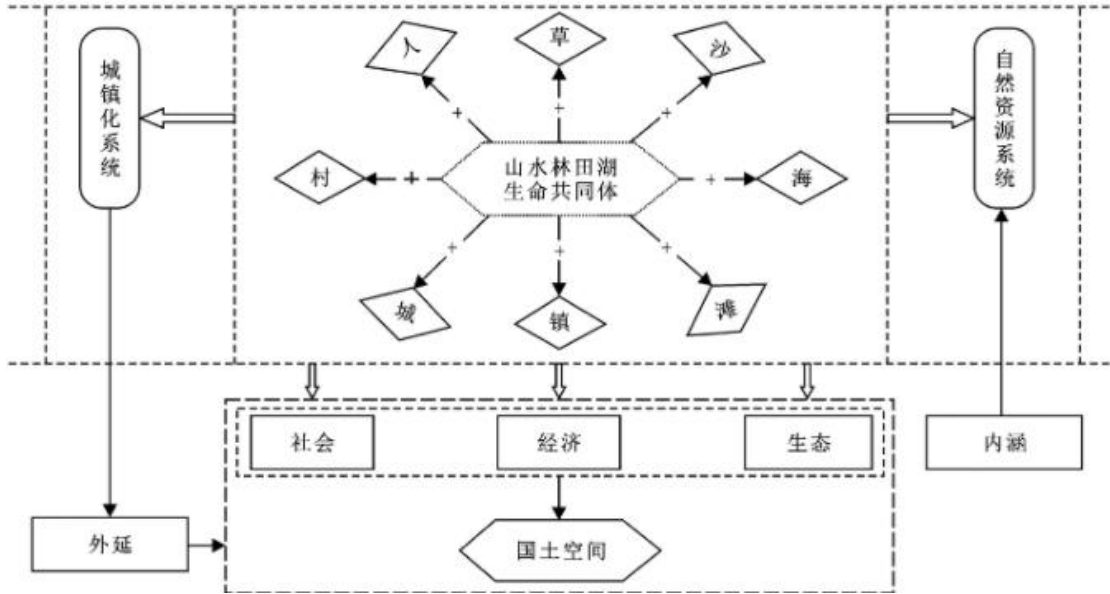 城镇化系统
人
草
沙
自然资源系统
山水林田湖
生命共同体
村
海
城
镇
滩
社会
经济
生态
内涵
外延
国土空间